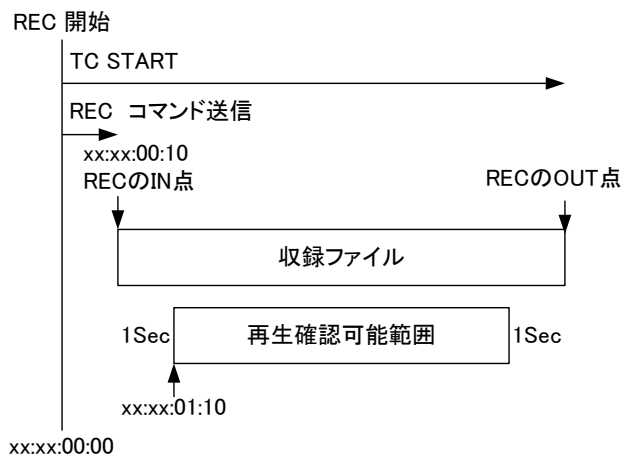 REC 開始
TC START
REC コマンド送信
xx:xx:00:10
RECのIN点
RECのOUT点
収録ファイル
1Sec
再生確認可能範囲
1Sec
xx:xx:01:10
xx:xx:00:00